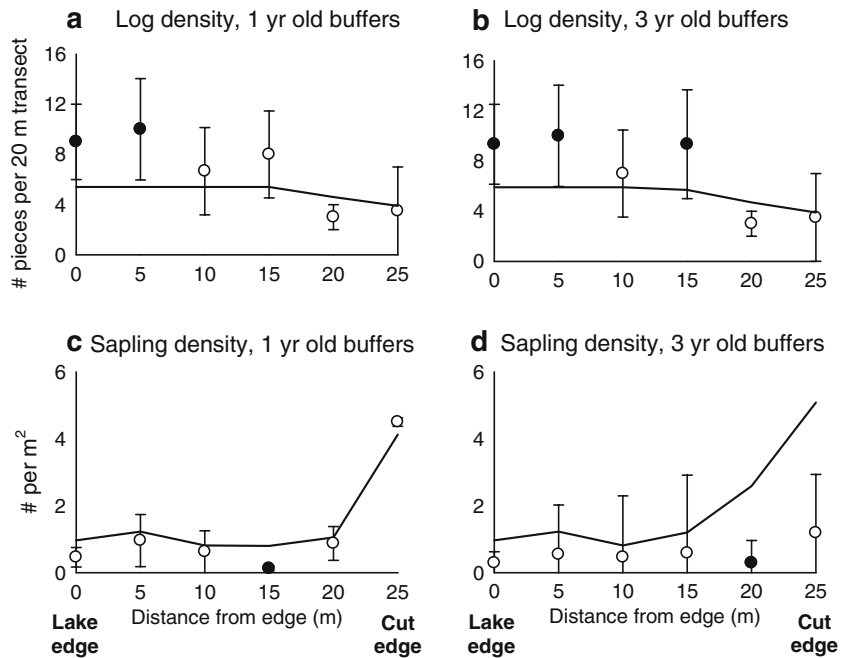 a Log density, 1 yr old buffers
b Log density, 3 yr old buffers
# pieces per 20 m transect
16
12
8
4
0
0 5 10 15 20 25
16
12
8
4
0
0 5 10 15 20 25
c Sapling density, 1 yr old buffers
d Sapling density, 3 yr old buffers
# per m²
6
4
2
0
0 5 10 15 20 25
6
4
2
0
0 5 10 15 20 25
Lake edge
Distance from edge (m)
Cut edge
Lake edge
Distance from edge (m)
Cut edge